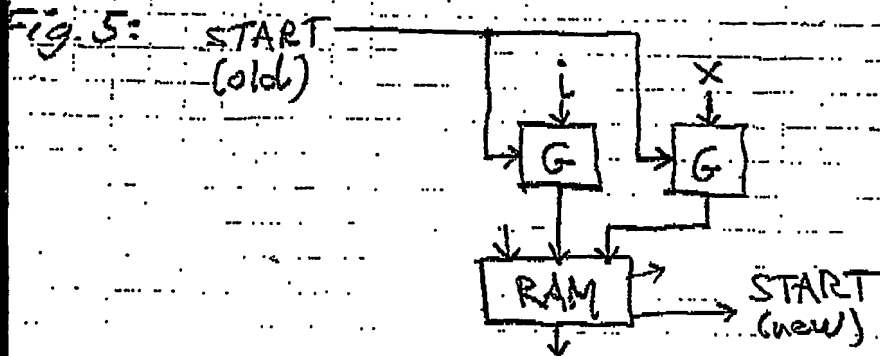 Fig. 5:
START
(old)
i
x
G
G
RAM
START
(new)